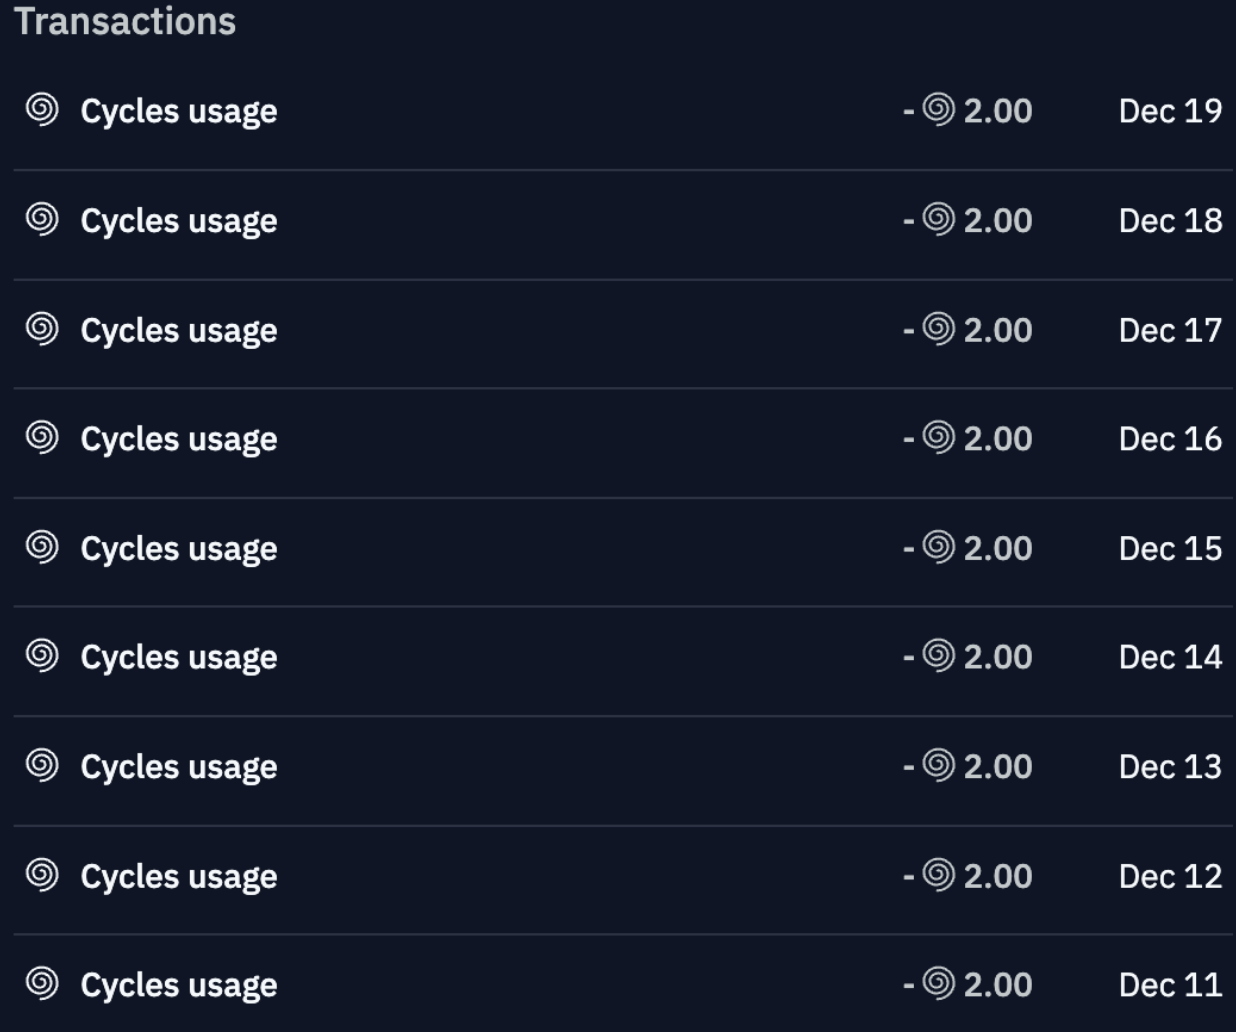 Transactions
Cycles usage - 2.00 Dec 19
Cycles usage - 2.00 Dec 18
Cycles usage - 2.00 Dec 17
Cycles usage - 2.00 Dec 16
Cycles usage - 2.00 Dec 15
Cycles usage - 2.00 Dec 14
Cycles usage - 2.00 Dec 13
Cycles usage - 2.00 Dec 12
Cycles usage - 2.00 Dec 11